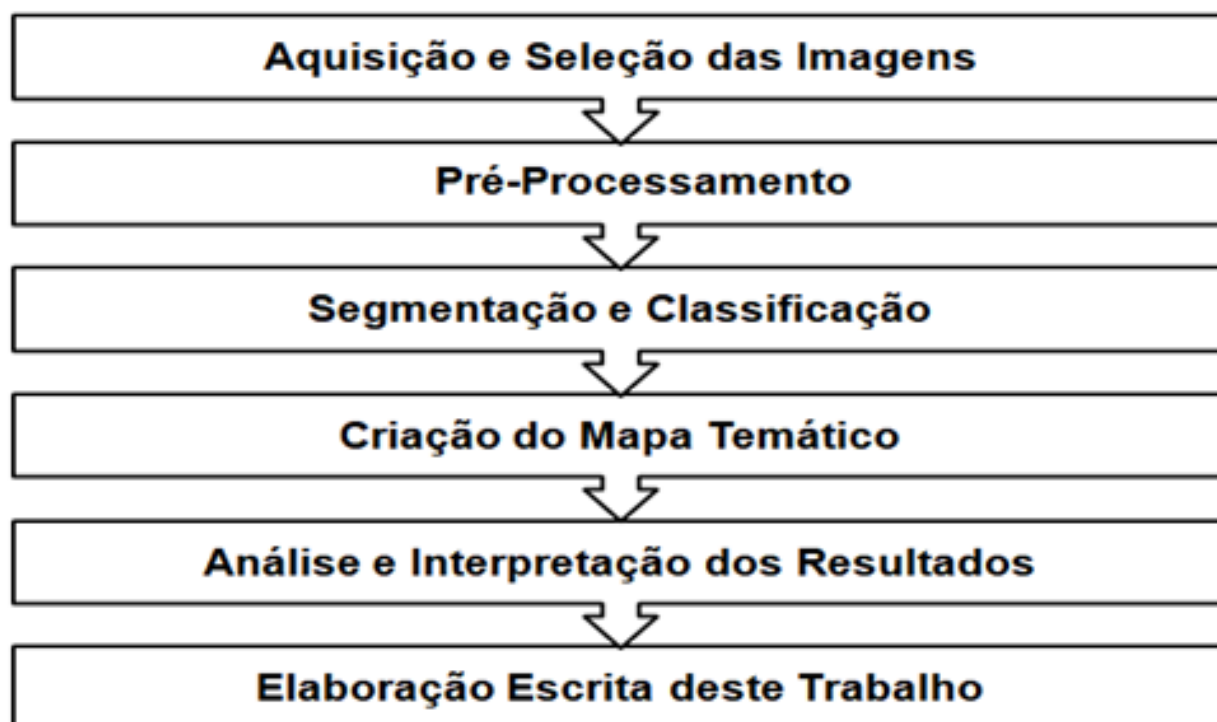 Aquisição e Seleção das Imagens
Pré-Processamento
Segmentação e Classificação
Criação do Mapa Temático
Análise e Interpretação dos Resultados
Elaboração Escrita deste Trabalho